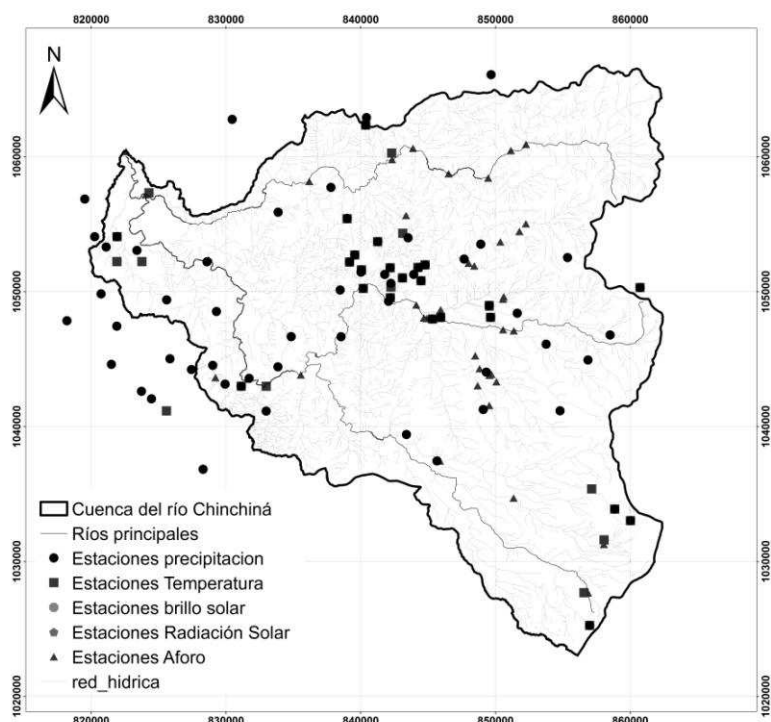 820000 830000 840000 850000 860000
N
1060000 1060000
1050000 1050000
1040000 1040000
Cuenca del río Chinchiná
Ríos principales
Estaciones precipitacion
1030000 1030000
Estaciones Temperatura
Estaciones brillo solar
Estaciones Radiación Solar
Estaciones Aforo
red_hidrica
1020000 1020000
820000 830000 840000 850000 860000